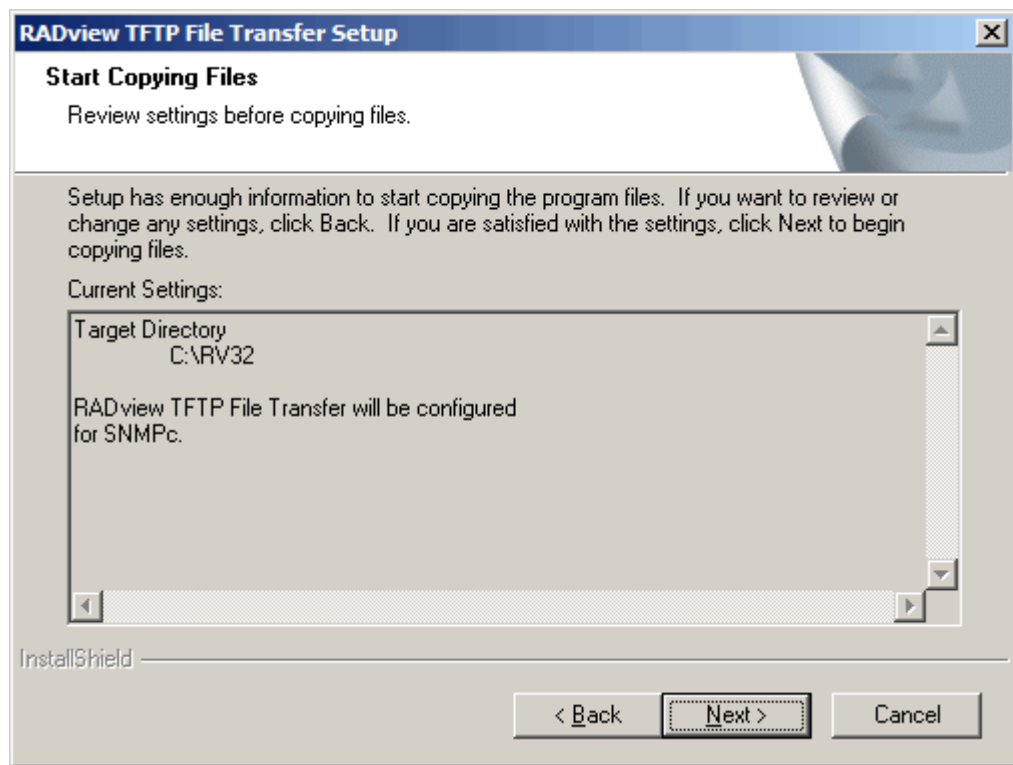 RADview TFTP File Transfer Setup
Start Copying Files
Review settings before copying files.
Setup has enough information to start copying the program files.  If you want to review or
change any settings, click Back.  If you are satisfied with the settings, click Next to begin
copying files.
Current Settings:
Target Directory
C:\RV32
RADview TFTP File Transfer will be configured
for SNMPc.
InstallShield
< Back
Next >
Cancel